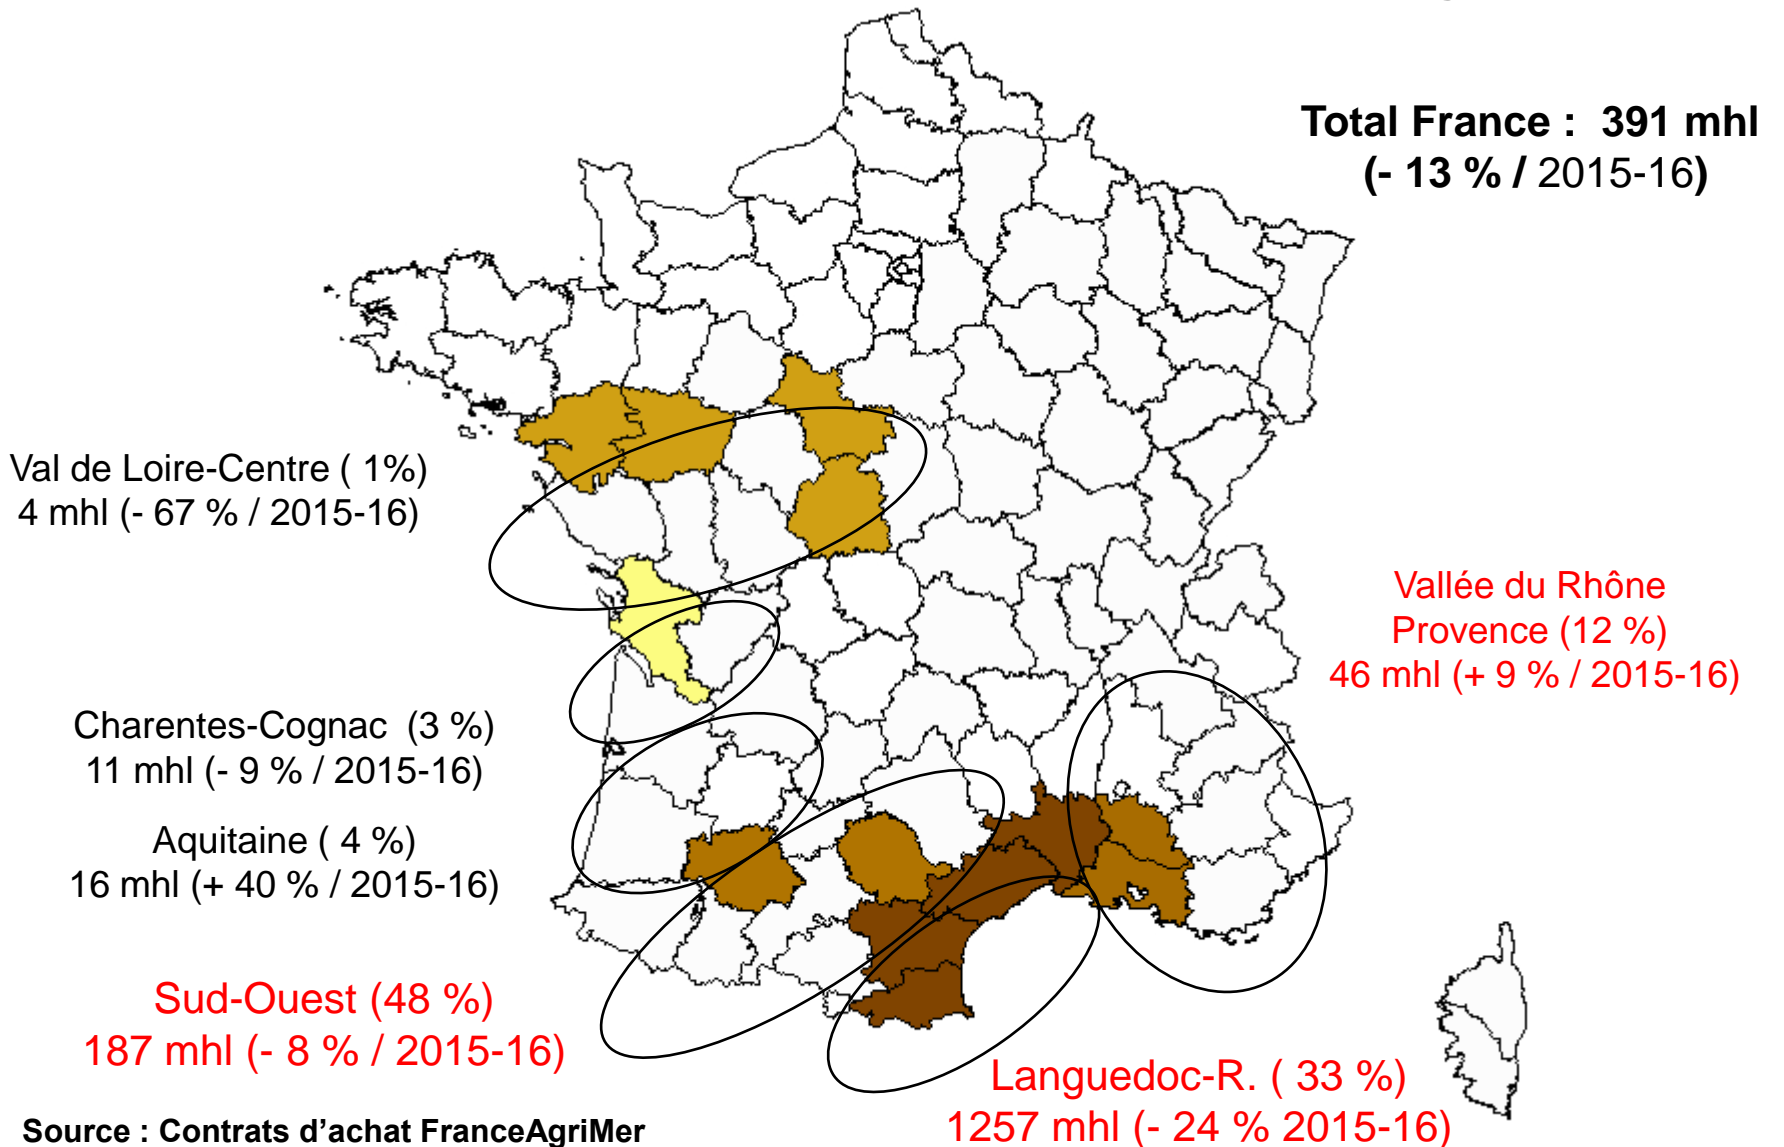 Total France : 391 mhl
(- 13 % / 2015-16)
Val de Loire-Centre ( 1%)
4 mhl (- 67 % / 2015-16)
Vallée du Rhône
Provence (12 %)
46 mhl (+ 9 % / 2015-16)
Charentes-Cognac (3 %)
11 mhl (- 9 % / 2015-16)
Aquitaine ( 4 %)
16 mhl (+ 40 % / 2015-16)
Sud-Ouest (48 %)
187 mhl (- 8 % / 2015-16)
Languedoc-R. ( 33 %)
1257 mhl (- 24 % 2015-16)
Source : Contrats d’achat FranceAgriMer